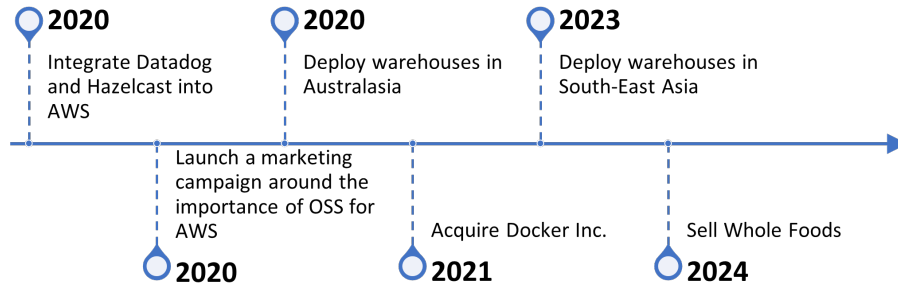 2020
Integrate Datadog
and Hazelcast into
AWS
2020
Deploy warehouses in
Australasia
2023
Deploy warehouses in
South-East Asia
Launch a marketing
campaign around the
importance of OSS for
AWS
2020
Acquire Docker Inc.
2021
Sell Whole Foods
2024